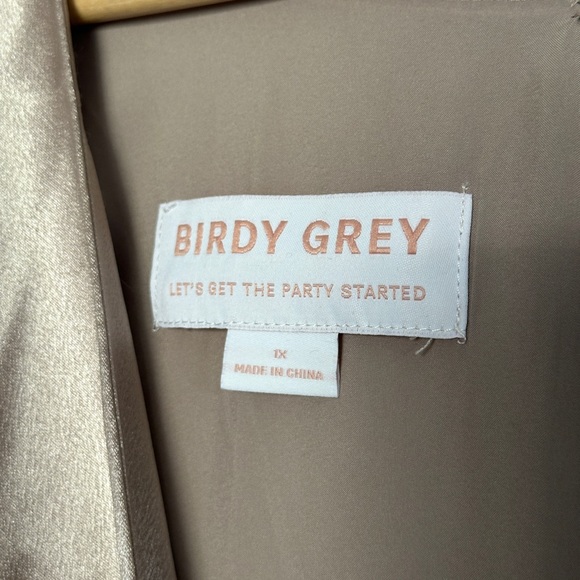 BIRDY GREY
LET'S GET THE PARTY STARTED
1X
MADE IN CHINA